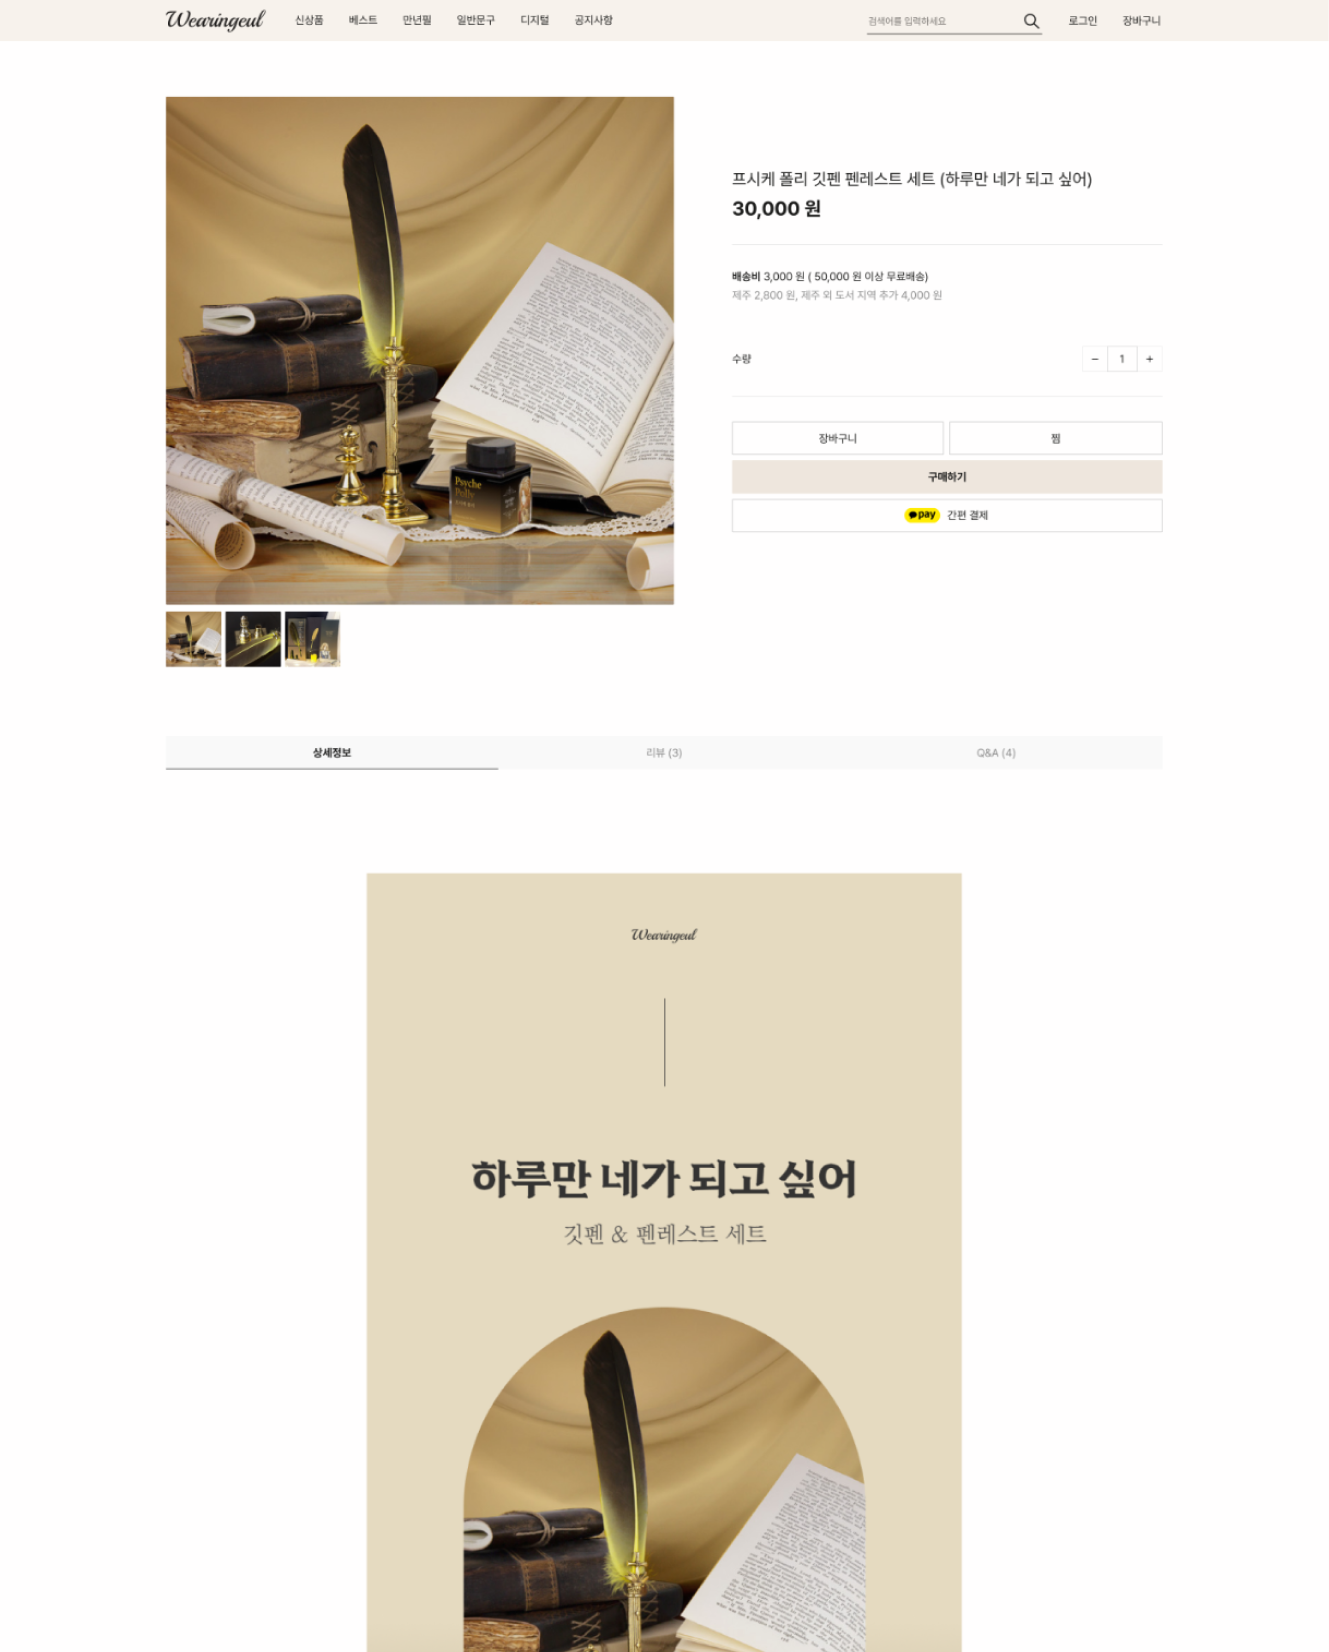 Wearingeul
신상품 베스트 만년필 일반문구 디지털 공지사항
검색어를 입력하세요
로그인 장바구니
프시케 폴리 깃펜 펜레스트 세트 (하루만 네가 되고 싶어)
30,000 원
배송비 3,000 원 ( 50,000 원 이상 무료배송)
제주 2,800 원, 제주 외 도서 지역 추가 4,000 원
수량
− 1 +
장바구니 찜
구매하기
pay 간편 결제
Psyche
Polly
상세정보 리뷰 (3) Q&A (4)
Wearingeul
하루만 네가 되고 싶어
깃펜 & 펜레스트 세트